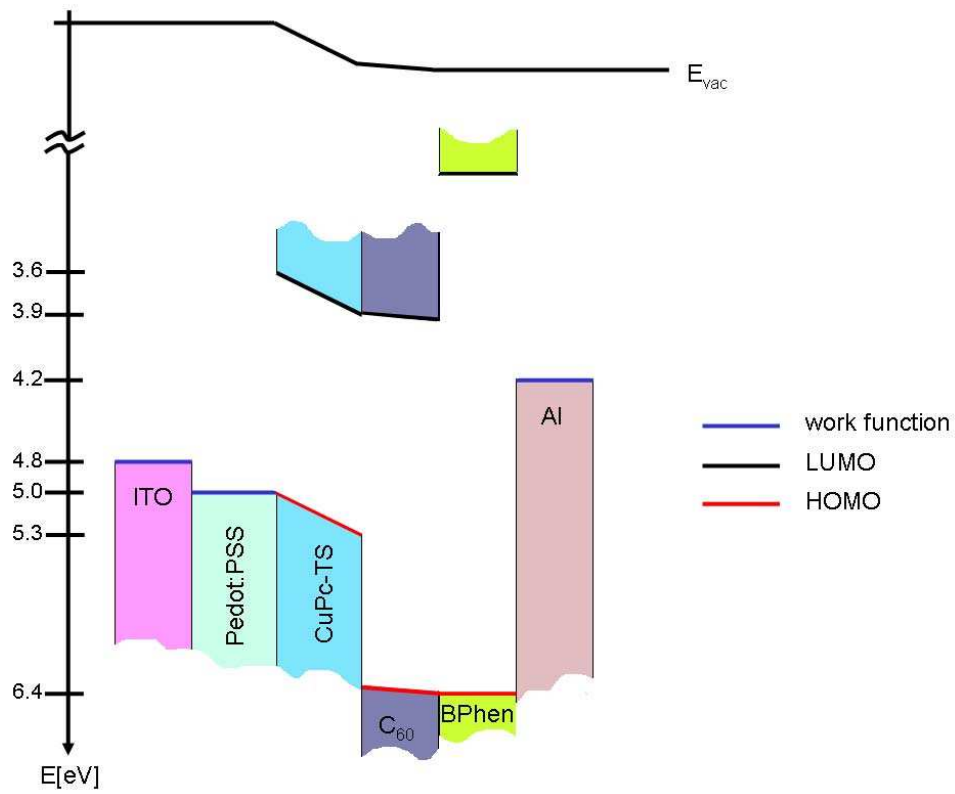 E_vac
3.6
3.9
4.2
4.8
5.0
5.3
6.4
E[eV]
ITO
Pedot:PSS
CuPc-TS
C₆₀
BPhen
Al
work function
LUMO
HOMO